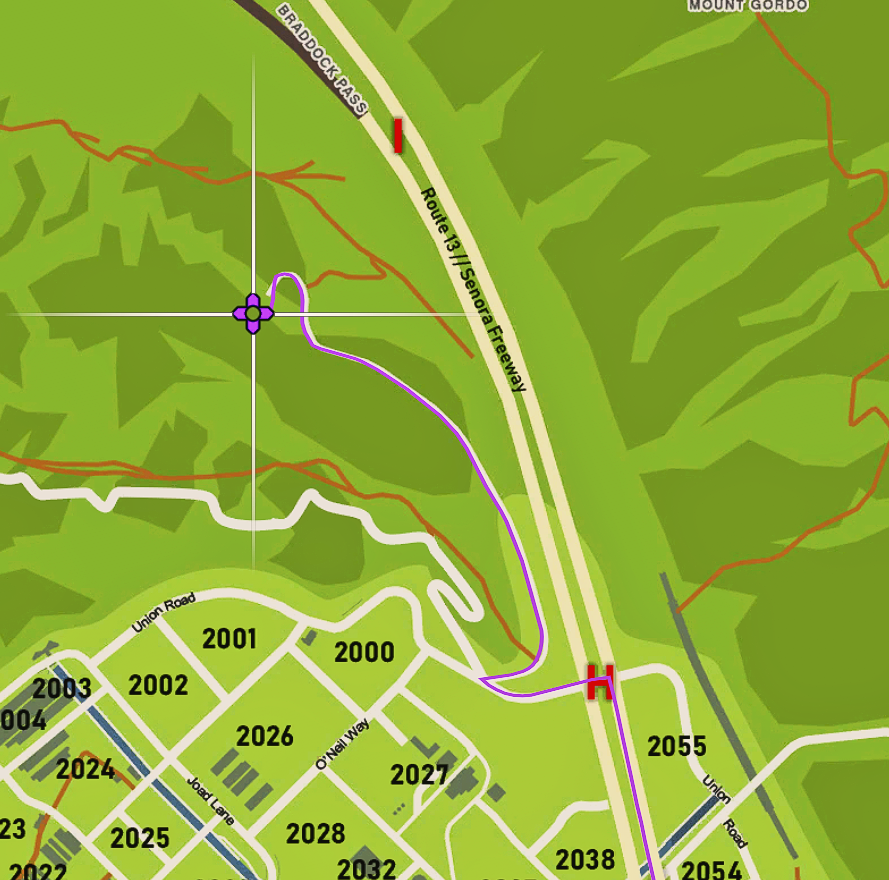 MOUNT GORDO
BRADDOCK PASS
I
Route 13 // Senora Freeway
Union Road
2001
2000
2002
2003
004
H
2026
2055
O'Neil Way
2024
2027
Joad Lane
Union Road
23
2025
2028
2022
2032
2038
2054